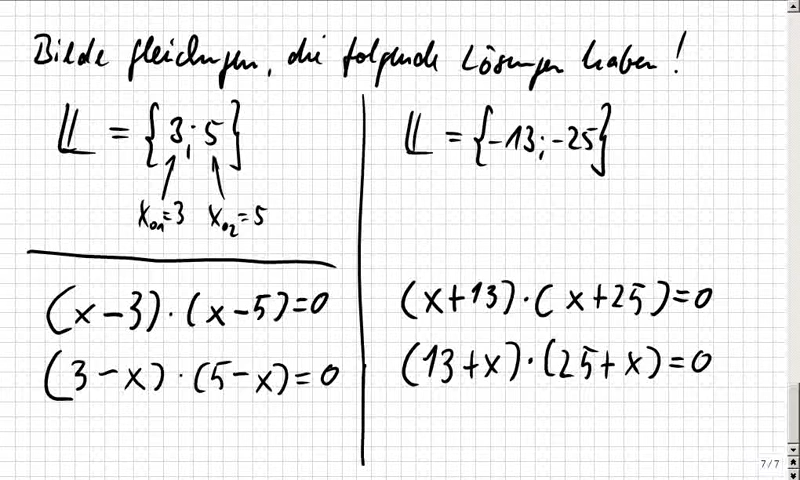 Bilde Gleichungen, die folgende Lösungen haben!
𝕃 = {3; 5}
x₀₁=3 x₀₂=5
(x-3)·(x-5)=0
(3-x)·(5-x)=0
𝕃 = {-13; -25}
(x+13)·(x+25)=0
(13+x)·(25+x)=0
7/7